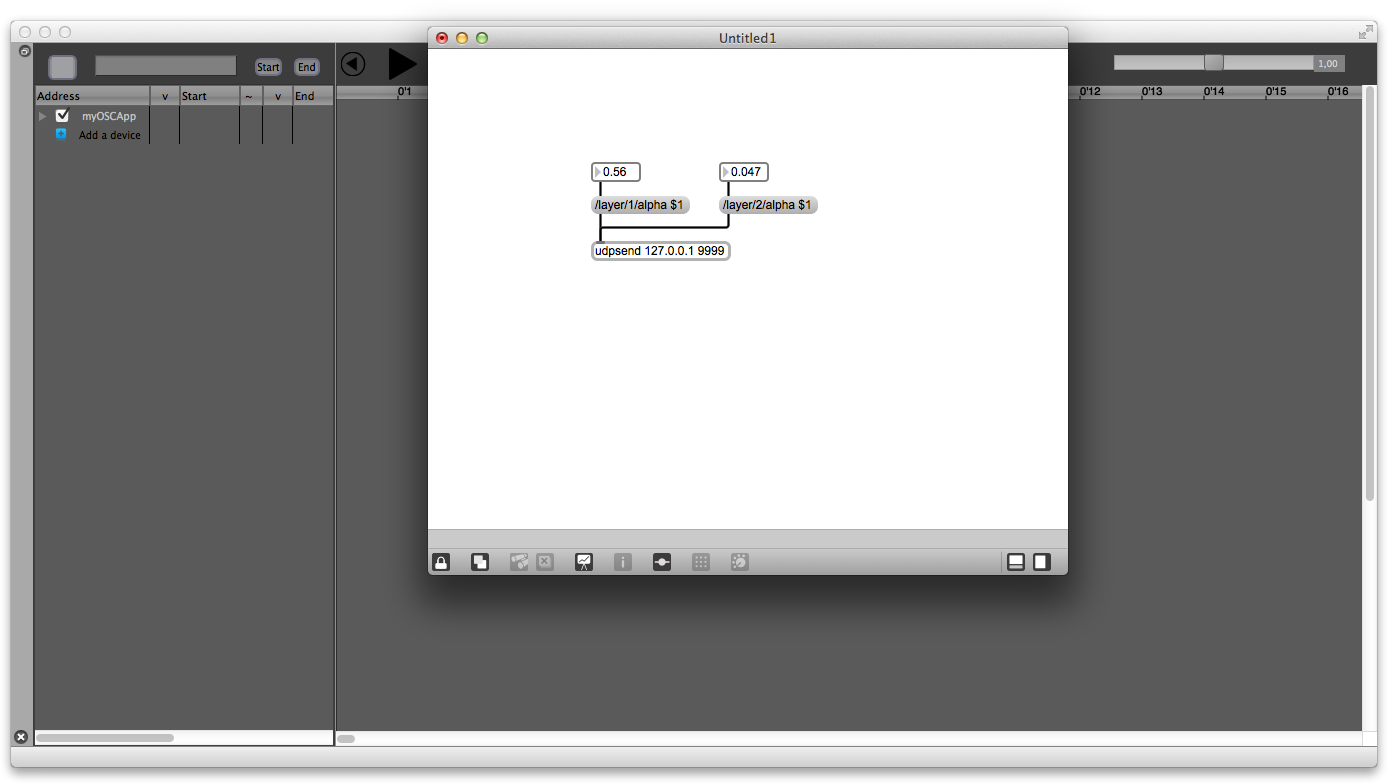 Untitled1
Start End
1,00
Address v Start ~ v End
0'1 0'12 0'13 0'14 0'15 0'16
myOSCApp
Add a device
0.56 0.047
/layer/1/alpha $1 /layer/2/alpha $1
udpsend 127.0.0.1 9999